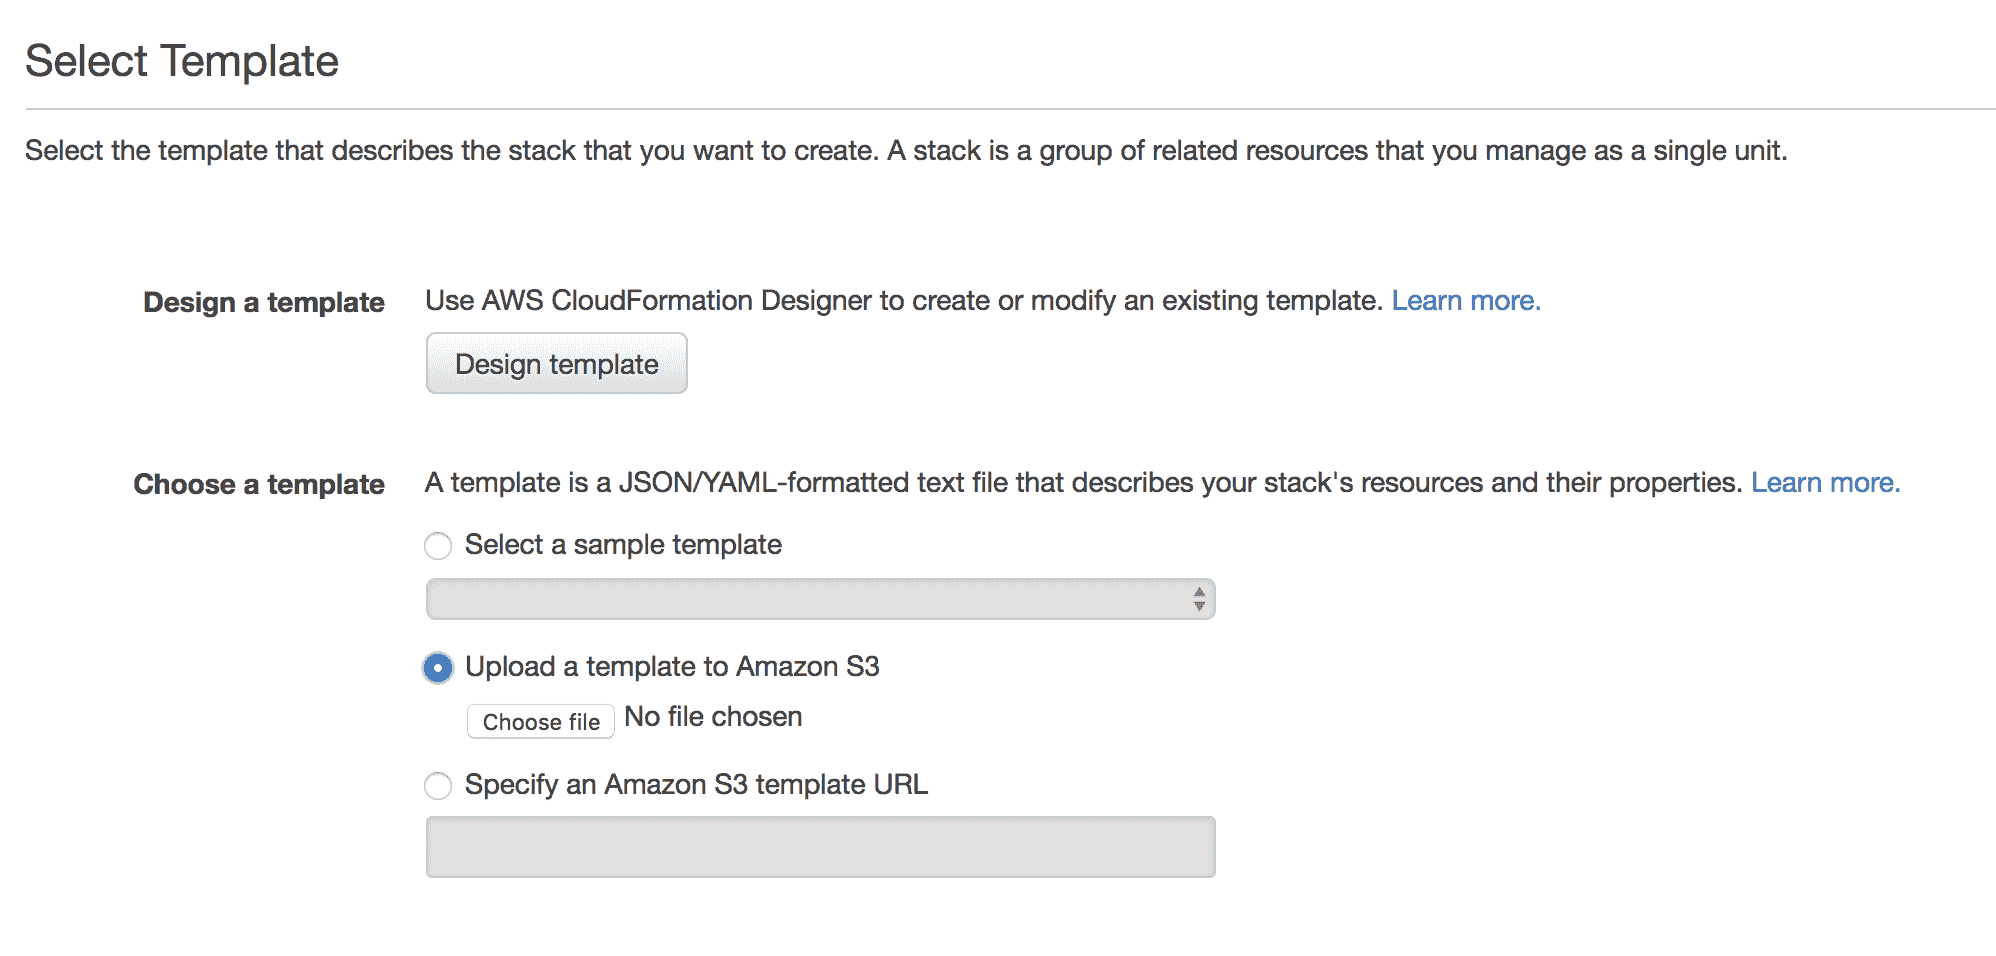 Select Template
Select the template that describes the stack that you want to create. A stack is a group of related resources that you manage as a single unit.
Design a template
Use AWS CloudFormation Designer to create or modify an existing template. Learn more.
Design template
Choose a template
A template is a JSON/YAML-formatted text file that describes your stack's resources and their properties. Learn more.
Select a sample template
Upload a template to Amazon S3
Choose file No file chosen
Specify an Amazon S3 template URL